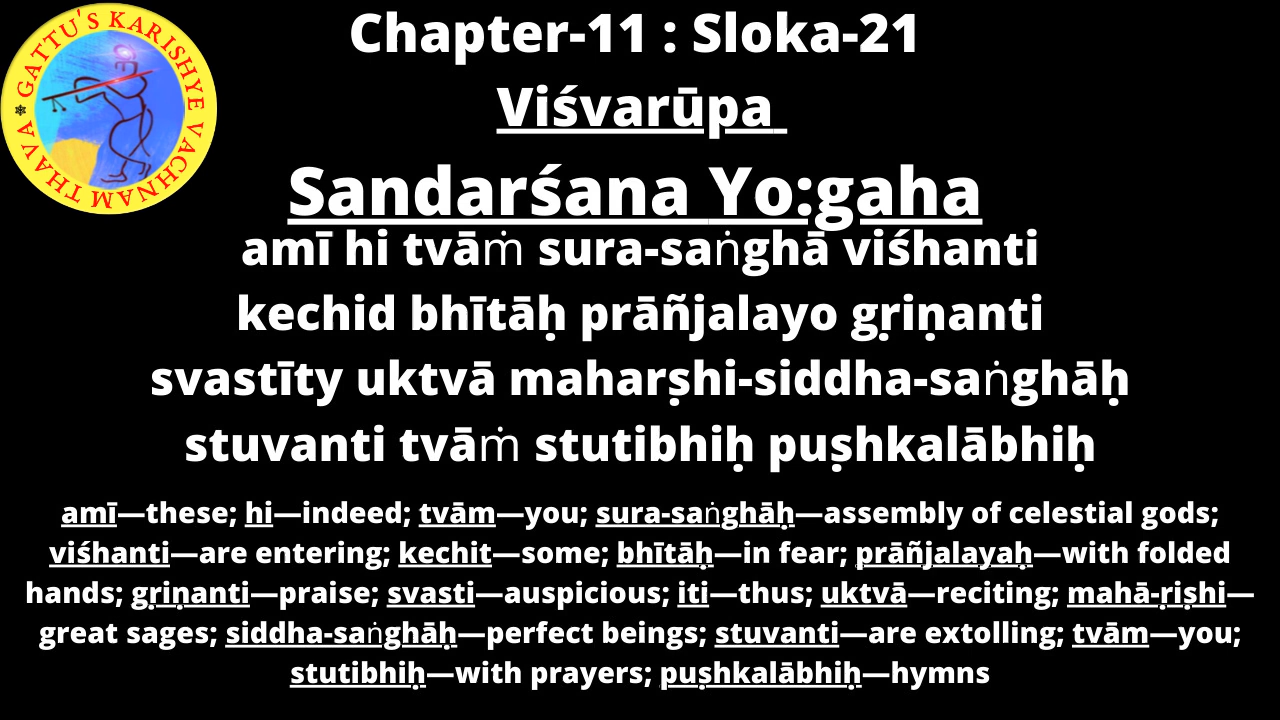 GATTU'S KARISHYE VACHNAM THAVA
Chapter-11 : Sloka-21
Viśvarūpa
Sandarśana Yo:gaha
amī hi tvāṁ sura-saṅghā viśhanti
kechid bhītāḥ prāñjalayo gṛiṇanti
svastīty uktvā maharṣhi-siddha-saṅghāḥ
stuvanti tvāṁ stutibhiḥ puṣhkalābhiḥ
amī—these; hi—indeed; tvām—you; sura-saṅghāḥ—assembly of celestial gods;
viśhanti—are entering; kechit—some; bhītāḥ—in fear; prāñjalayaḥ—with folded
hands; gṛiṇanti—praise; svasti—auspicious; iti—thus; uktvā—reciting; mahā-ṛiṣhi—
great sages; siddha-saṅghāḥ—perfect beings; stuvanti—are extolling; tvām—you;
stutibhiḥ—with prayers; puṣhkalābhiḥ—hymns